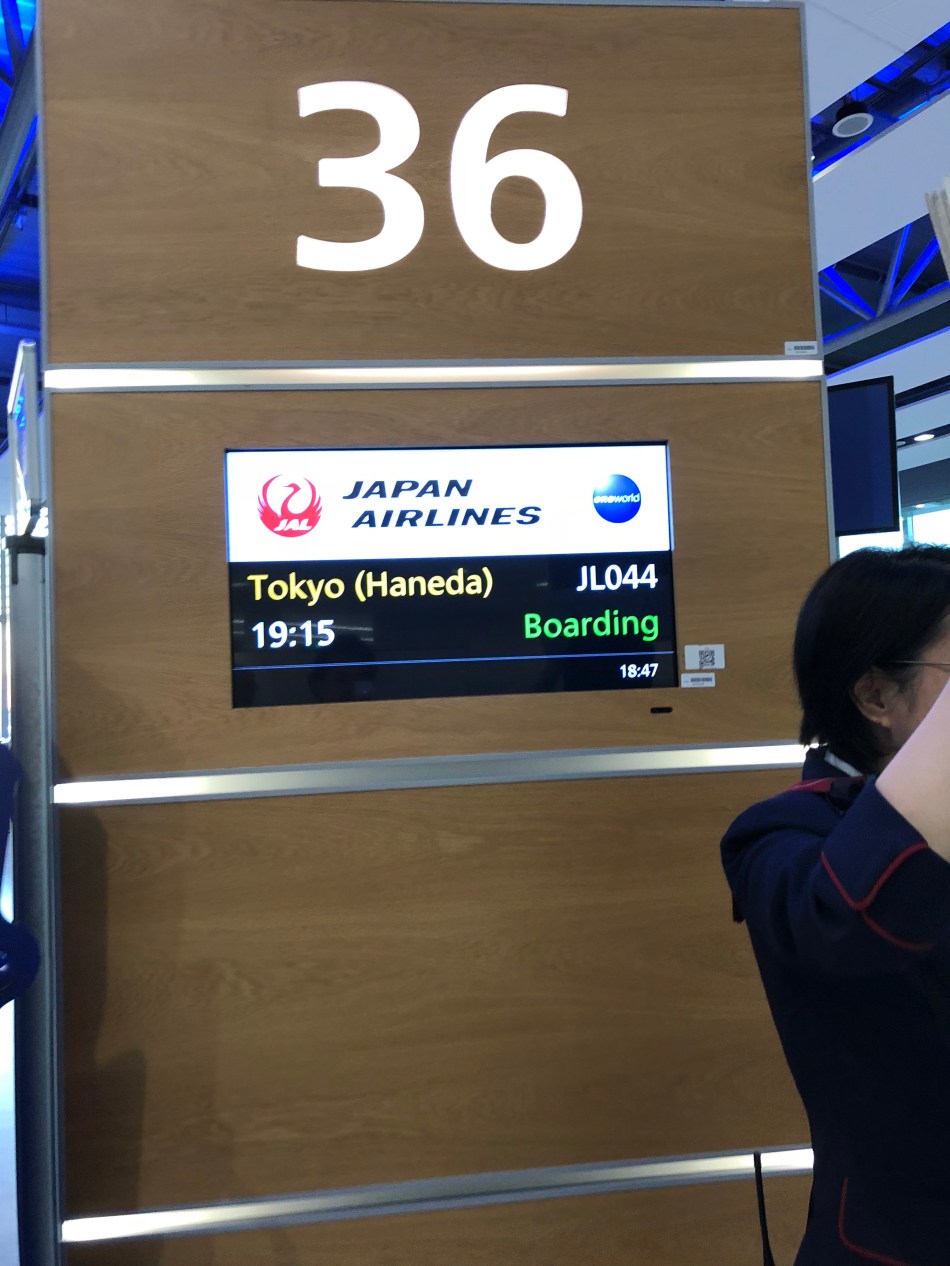 36
JAL
JAPAN
AIRLINES
oneworld
Tokyo (Haneda)
JL044
19:15
Boarding
18:47